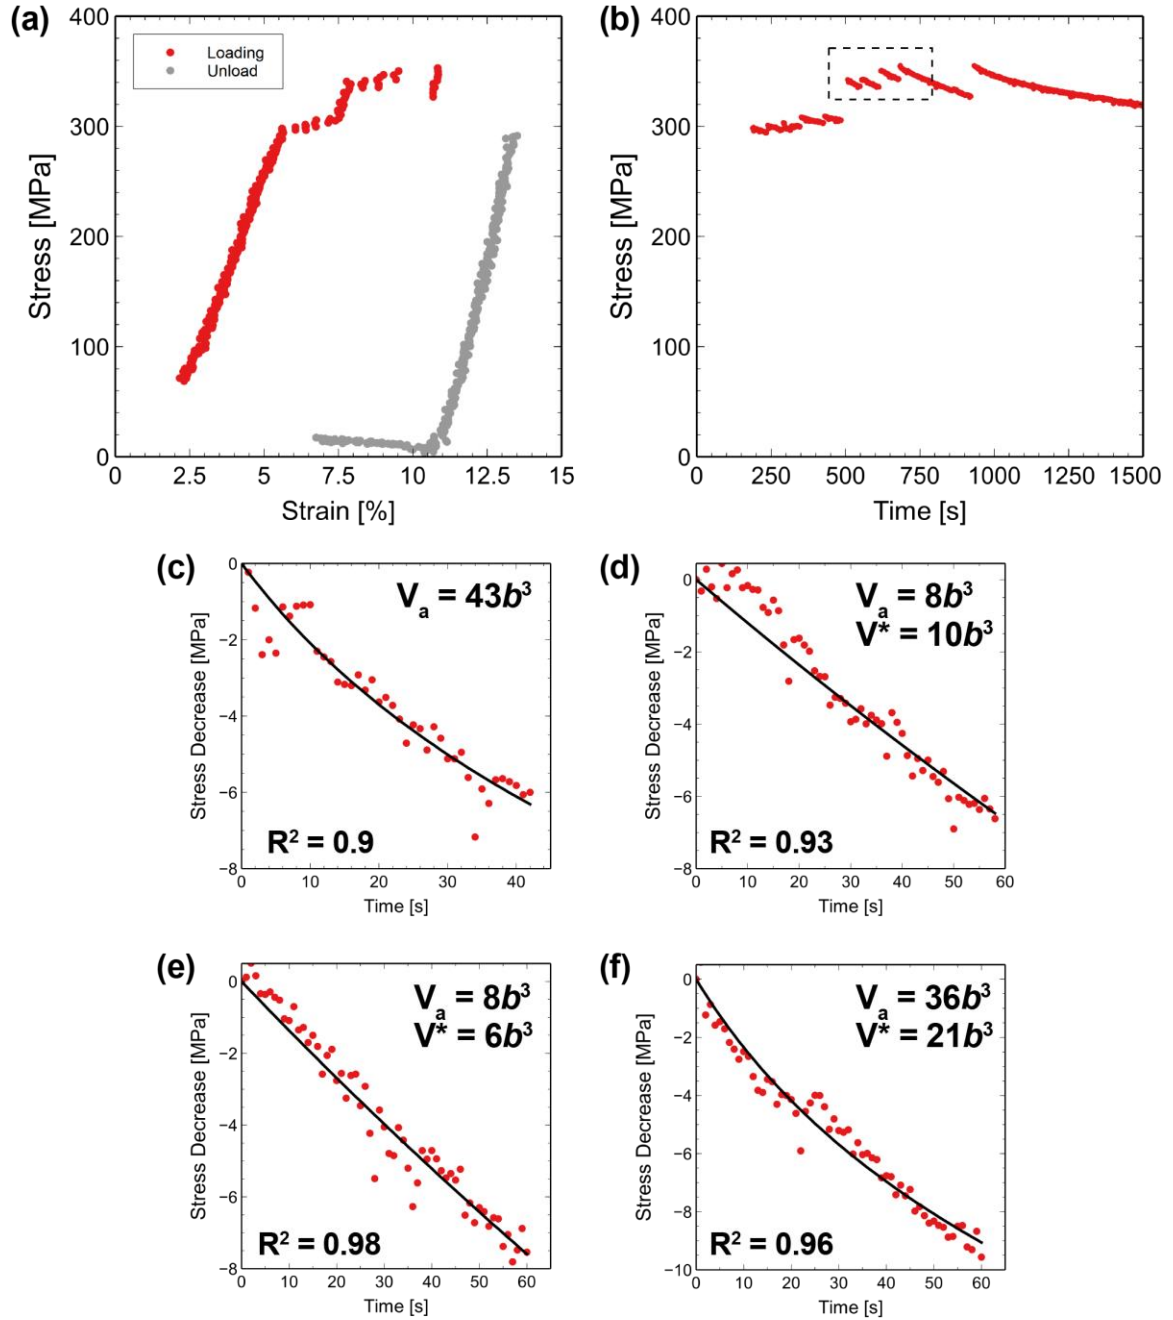 (a)
400
300
200
100
0
Stress [MPa]
Loading
Unload
0 2.5 5 7.5 10 12.5 15
Strain [%]
(b)
400
300
200
100
0
Stress [MPa]
0 250 500 750 1000 1250 1500
Time [s]
(c)
0
−2
−4
−6
−8
Stress Decrease [MPa]
Va = 43b³
R² = 0.9
0 10 20 30 40
Time [s]
(d)
0
−2
−4
−6
−8
Stress Decrease [MPa]
Va = 8b³
V* = 10b³
R² = 0.93
0 10 20 30 40 50 60
Time [s]
(e)
0
−2
−4
−6
−8
Stress Decrease [MPa]
Va = 8b³
V* = 6b³
R² = 0.98
0 10 20 30 40 50 60
Time [s]
(f)
0
−2
−4
−6
−8
−10
Stress Decrease [MPa]
Va = 36b³
V* = 21b³
R² = 0.96
0 10 20 30 40 50 60
Time [s]